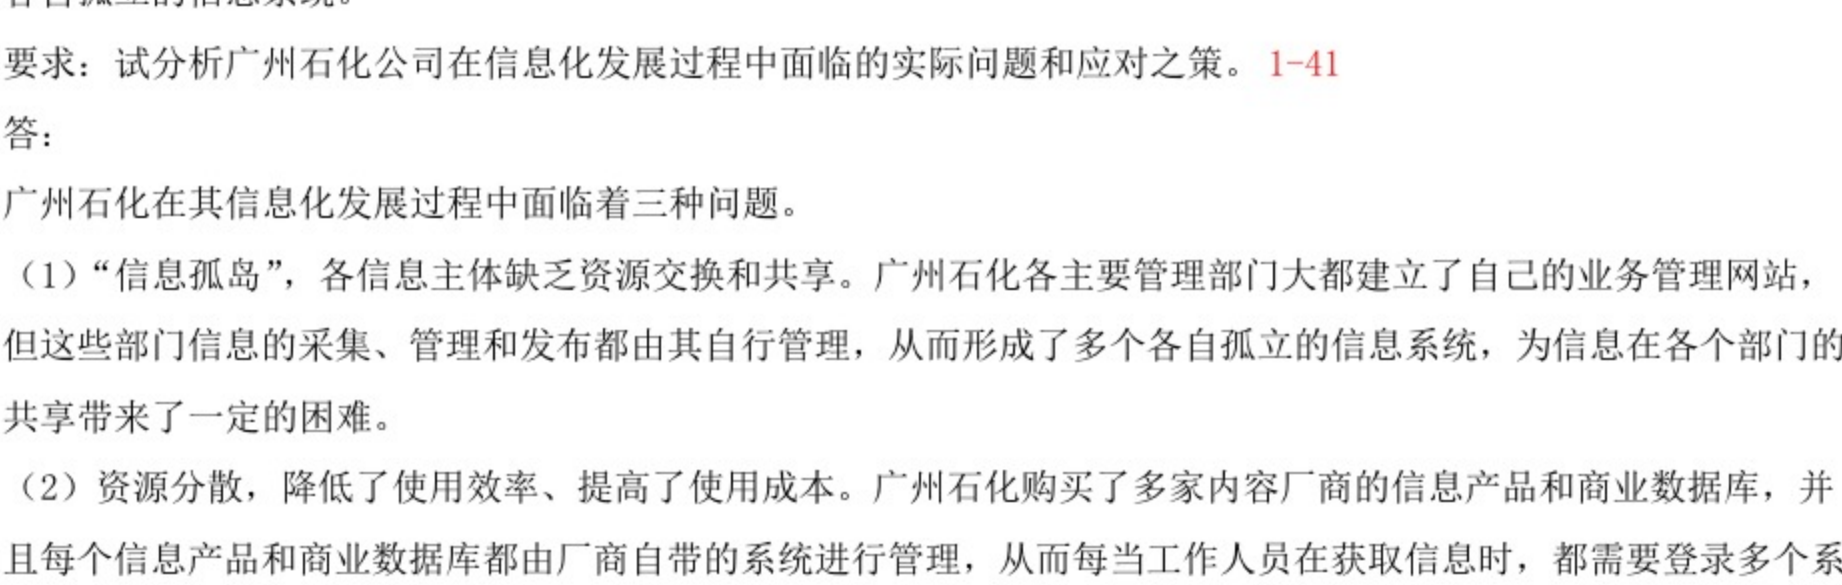 各自孤立的信息系统。
要求：试分析广州石化公司在信息化发展过程中面临的实际问题和应对之策。 1-41
答：
广州石化在其信息化发展过程中面临着三种问题。
（1）“信息孤岛”，各信息主体缺乏资源交换和共享。广州石化各主要管理部门大都建立了自己的业务管理网站，
但这些部门信息的采集、管理和发布都由其自行管理，从而形成了多个各自孤立的信息系统，为信息在各个部门的
共享带来了一定的困难。
（2）资源分散，降低了使用效率、提高了使用成本。广州石化购买了多家内容厂商的信息产品和商业数据库，并
且每个信息产品和商业数据库都由厂商自带的系统进行管理，从而每当工作人员在获取信息时，都需要登录多个系